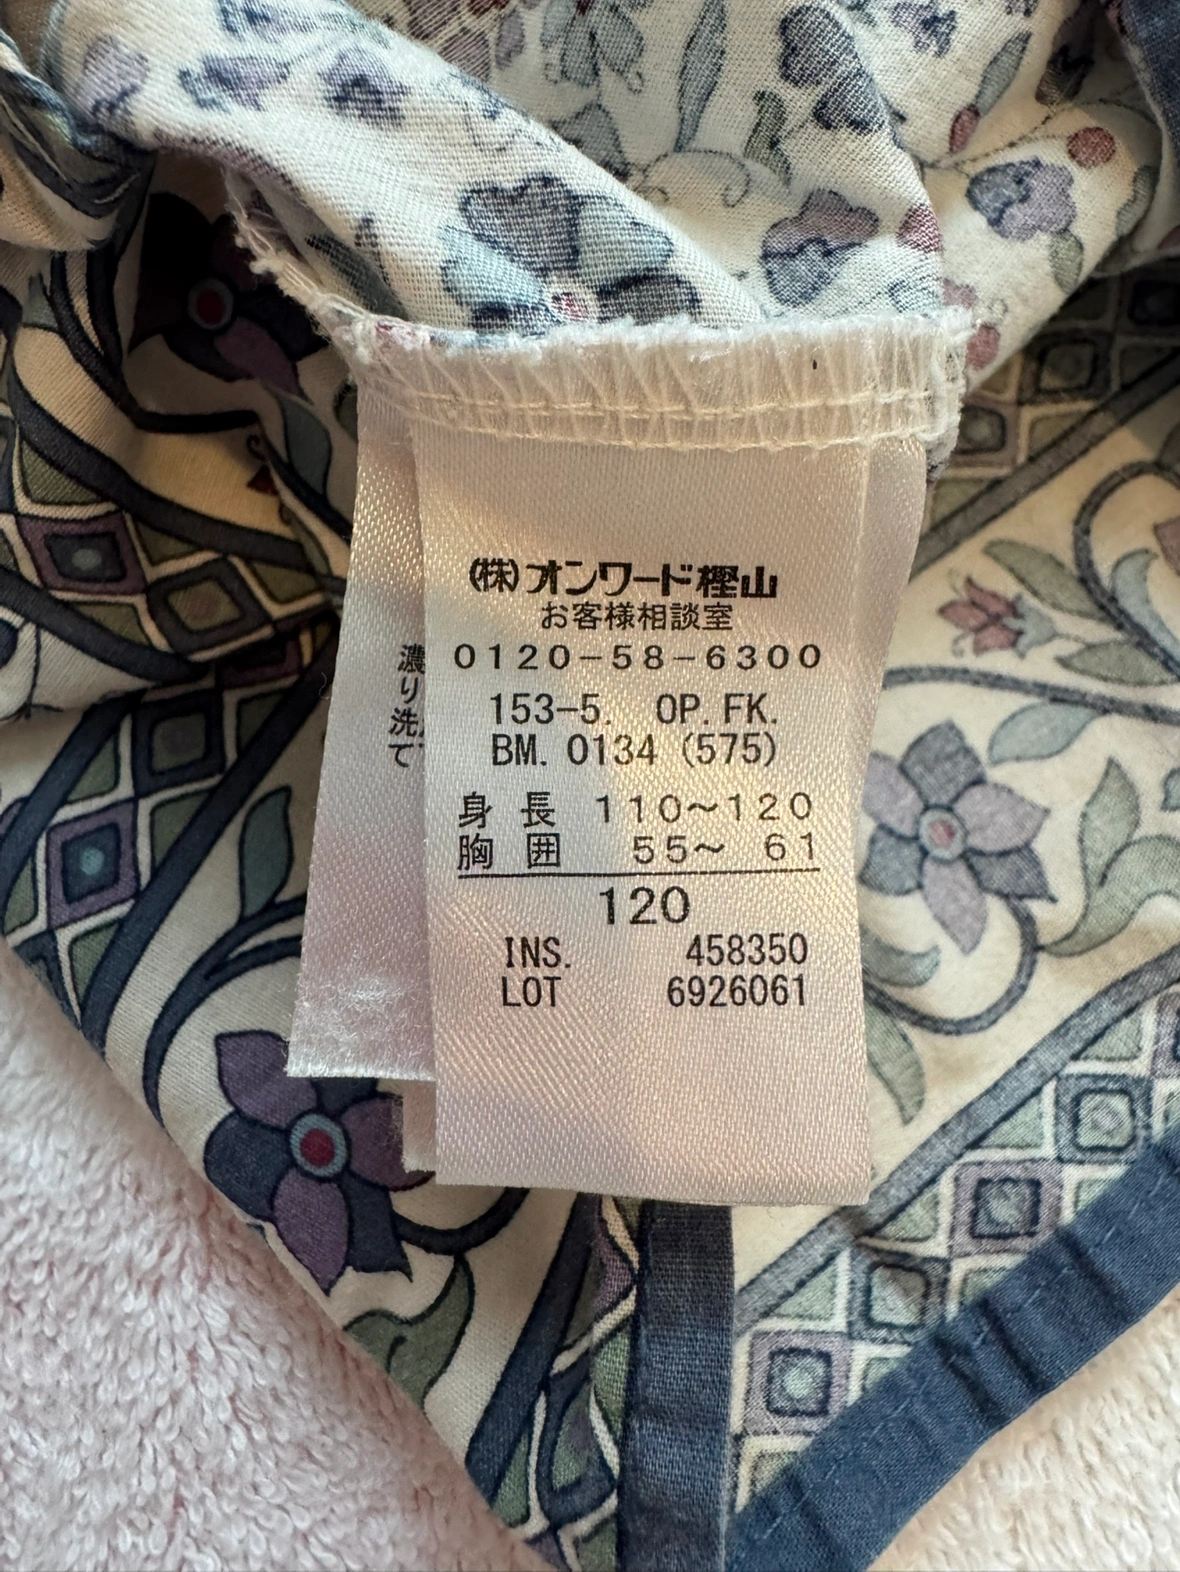 (株)オンワード樫山
お客様相談室
0120-58-6300
153-5. OP. FK.
BM. 0134 (575)
身長 110~120
胸囲 55~ 61
120
INS. 458350
LOT 6926061
濃
り
洗
て